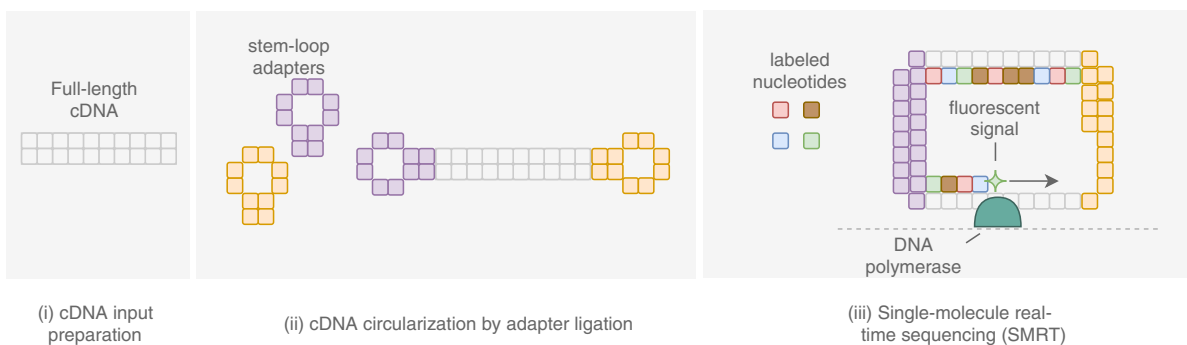 Full-length
cDNA
stem-loop
adapters
labeled
nucleotides
fluorescent
signal
DNA
polymerase
(i) cDNA input
preparation
(ii) cDNA circularization by adapter ligation
(iii) Single-molecule real-
time sequencing (SMRT)